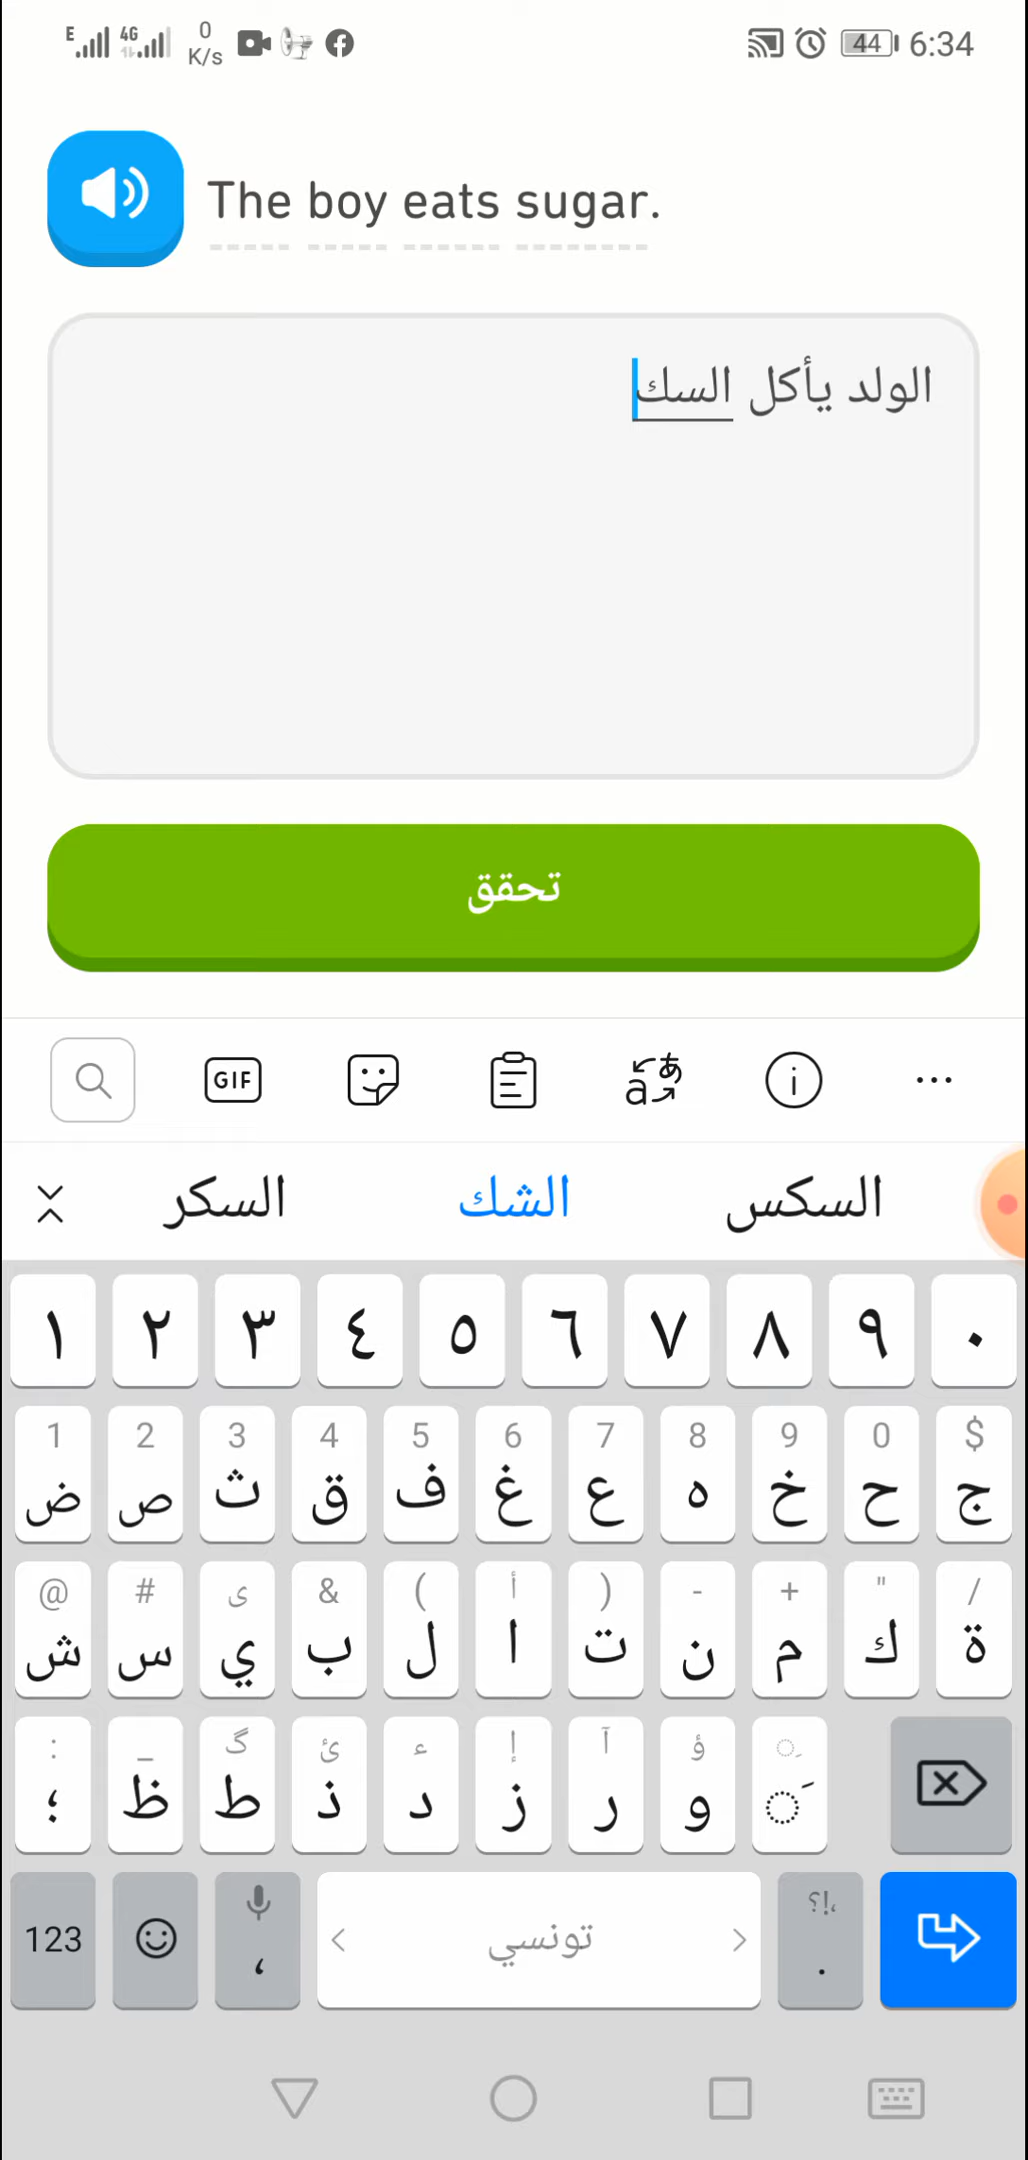 E 4G 0 K/s 44 6:34
The boy eats sugar.
الولد يأكل السك
تحقق
GIF
السكر الشك السكس
١ ٢ ٣ ٤ ٥ ٦ ٧ ٨ ٩ ٠
1 2 3 4 5 6 7 8 9 0 $
ض ص ث ق ف غ ع ه خ ح ج
@ # ى & ( أ ) - + " /
ش س ي ب ل ا ت ن م ك ة
: _ گ ئ ء إ آ ؤ
؛ ظ ط ذ د ز ر و
؟!،
123 ، تونسي .